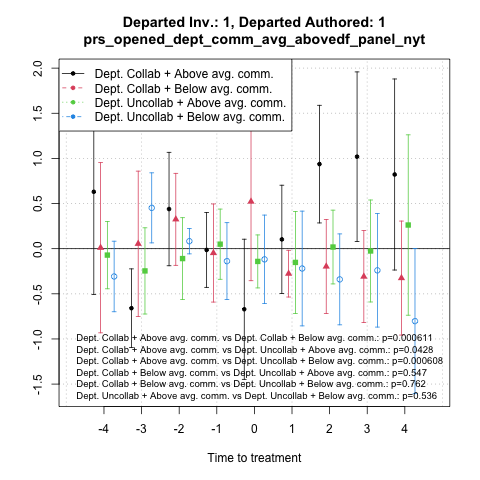 Departed Inv.: 1, Departed Authored: 1
prs_opened_dept_comm_avg_abovedf_panel_nyt
Dept. Collab + Above avg. comm.
Dept. Collab + Below avg. comm.
Dept. Uncollab + Above avg. comm.
Dept. Uncollab + Below avg. comm.
2.0
1.5
1.0
0.5
0.0
-0.5
-1.0
-1.5
Dept. Collab + Above avg. comm. vs Dept. Collab + Below avg. comm.: p=0.000611
Dept. Collab + Above avg. comm. vs Dept. Uncollab + Above avg. comm.: p=0.0428
Dept. Collab + Above avg. comm. vs Dept. Uncollab + Below avg. comm.: p=0.000608
Dept. Collab + Below avg. comm. vs Dept. Uncollab + Above avg. comm.: p=0.547
Dept. Collab + Below avg. comm. vs Dept. Uncollab + Below avg. comm.: p=0.762
Dept. Uncollab + Above avg. comm. vs Dept. Uncollab + Below avg. comm.: p=0.536
-4 -3 -2 -1 0 1 2 3 4
Time to treatment